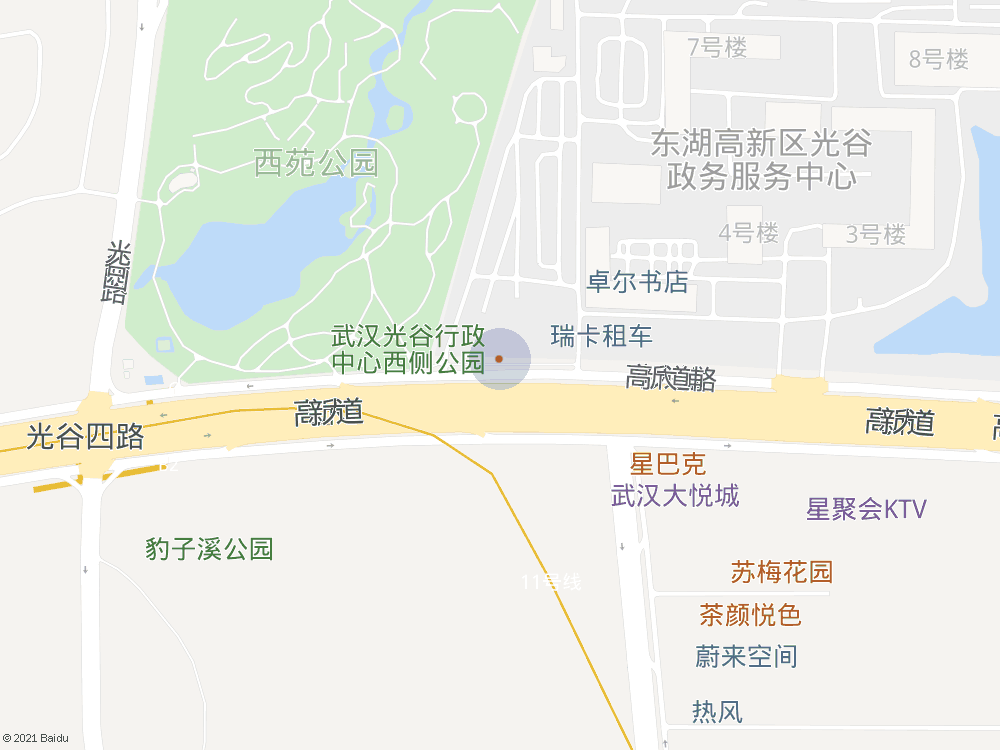 7号楼
8号楼
东湖高新区光谷
政务服务中心
西苑公园
4号楼
3号楼
光谷四路
卓尔书店
武汉光谷行政
中心西侧公园
瑞卡租车
高新大道辅路
高新大道
高新大道
光谷四路
星巴克
武汉大悦城
星聚会KTV
豹子溪公园
11号线
苏梅花园
茶颜悦色
蔚来空间
热风
© 2021 Baidu